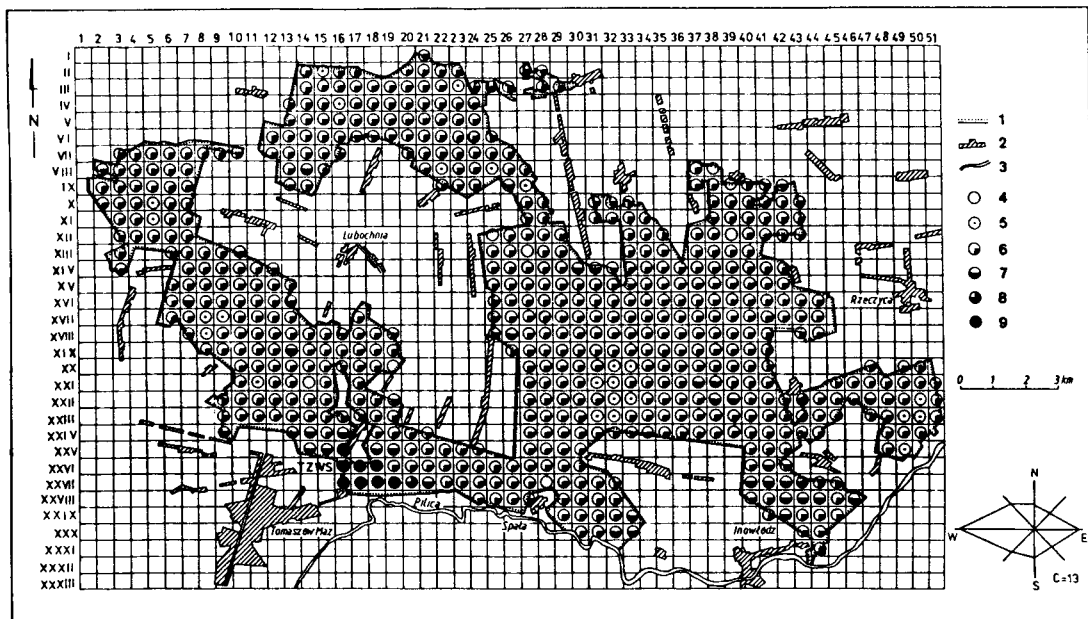 1 2 3 4 5 6 7 8 9 10 11 12 13 14 15 16 17 18 19 20 21 22 23 24 25 26 27 28 29 30 31 32 33 34 35 36 37 38 39 40 41 42 43 44 45 46 47 48 49 50 51
I
II
III
IV
V
VI
VII
VIII
IX
X
XI
XII
XIII
XIV
XV
XVI
XVII
XVIII
XIX
XX
XXI
XXII
XXIII
XXIV
XXV
XXVI
XXVII
XXVIII
XXIX
XXX
XXXI
XXXII
XXXIII
N
Lubochnia
Rzeczyca
TZWS
Pilica
Spała
Tomaszów Maz
Inowłódz
1
2
3
4
5
6
7
8
9
0 1 2 3 km
N
W
E
S
C=13